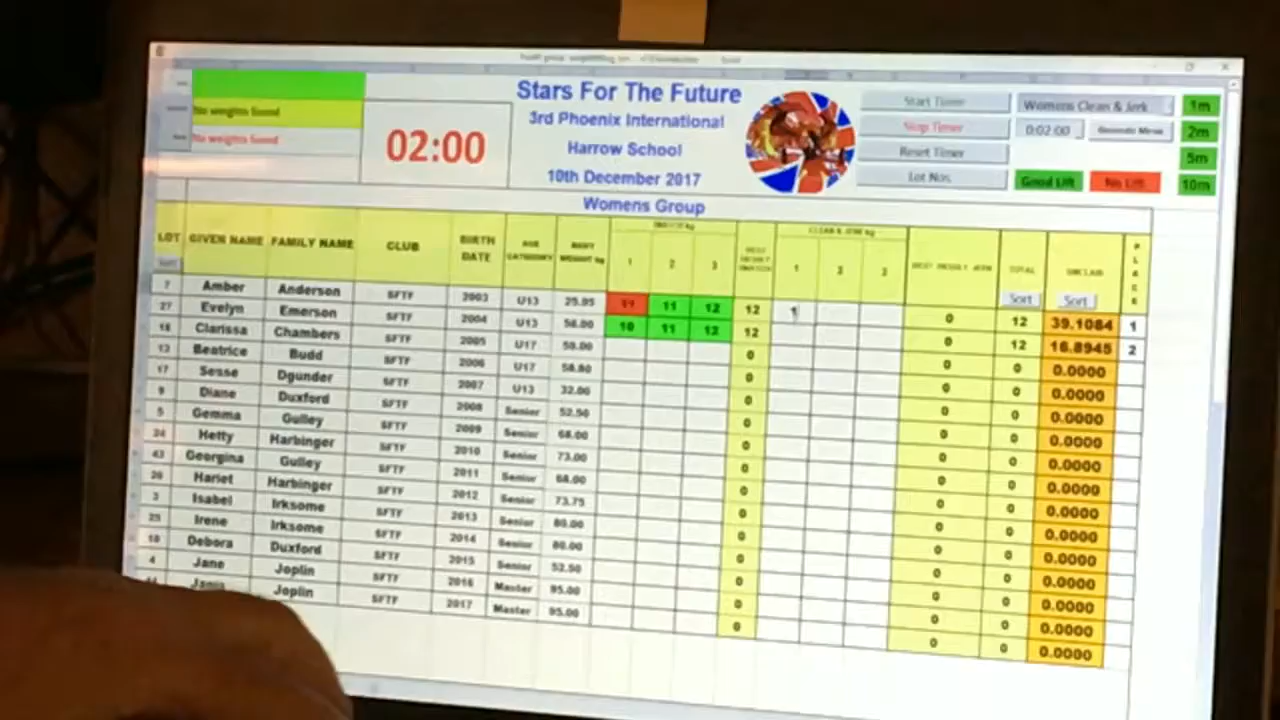 Stars For The Future
3rd Phoenix International
Harrow School
10th December 2017
No weights found
No weights found
02:00
Start Timer
Stop Timer
Reset Timer
Lot Nos.
Womens Clean & Jerk
0:02:00
Good Lift
No Lift
1m
2m
5m
10m
Womens Group
LOT GIVEN NAME FAMILY NAME CLUB BIRTH DATE AGE CATEGORY BODY WEIGHT kg 1 2 3 CLEAN & JERK kg 1 2 3 TOTAL SINCLAIR PLACE
Sort Sort
7 Amber Anderson SFTF 2003 U13 25.95 11 11 12 12 1 0 12 39.1084 1
27 Evelyn Emerson SFTF 2004 U13 56.00 10 11 12 12 0 12 16.8945 2
18 Clarissa Chambers SFTF 2005 U17 58.00 0 0 0 0.0000
13 Beatrice Budd SFTF 2006 U17 58.80 0 0 0 0.0000
17 Sesse Dgunder SFTF 2007 U13 32.00 0 0 0 0.0000
9 Diane Duxford SFTF 2008 Senior 52.50 0 0 0 0.0000
5 Gemma Gulley SFTF 2009 Senior 68.00 0 0 0 0.0000
24 Hetty Harbinger SFTF 2010 Senior 73.00 0 0 0 0.0000
43 Georgina Gulley SFTF 2011 Senior 68.00 0 0 0 0.0000
26 Hariet Harbinger SFTF 2012 Senior 73.75 0 0 0 0.0000
3 Isabel Irksome SFTF 2013 Senior 80.00 0 0 0 0.0000
25 Irene Irksome SFTF 2014 Senior 80.00 0 0 0 0.0000
10 Debora Duxford SFTF 2015 Senior 52.50 0 0 0 0.0000
4 Jane Joplin SFTF 2016 Master 95.00 0 0 0 0.0000
Janis Joplin SFTF 2017 Master 95.00 0 0 0 0.0000